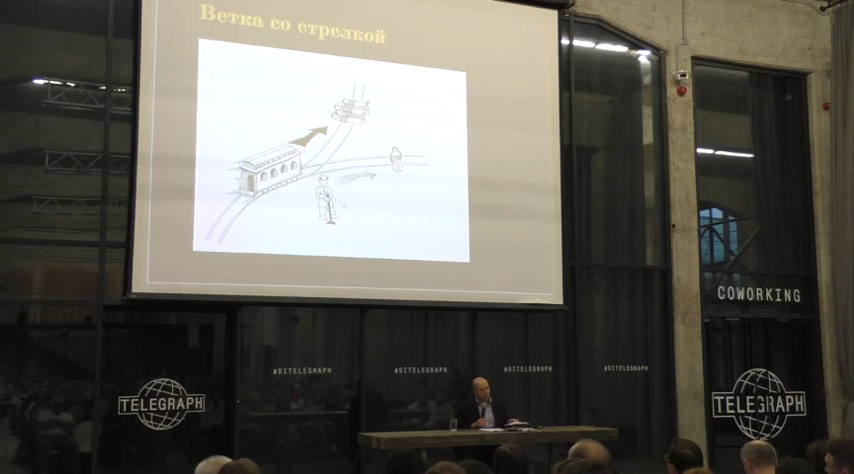 Ветка со стрелкой
COWORKING
#DITELEGRAPH
#DITELEGRAPH
#DITELEGRAPH
#DITELEGRAPH
TELEGRAPH
TELEGRAPH